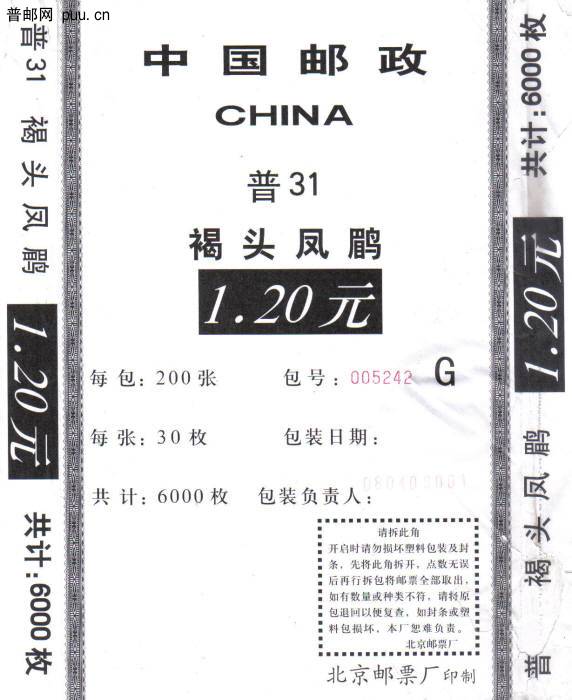 普邮网 puu.cn
普31 褐头凤鹛 1.20元 共计:6000枚
中国邮政
CHINA
普31
褐头凤鹛
1.20元
每包:200张 包号:005242 G
每张:30枚 包装日期:
共计:6000枚 包装负责人:
请拆此角
开启时请勿损坏塑料包装及封
条，先将此角拆开，点数无误
后再行拆包将邮票全部取出，
如有数量或种类不符，请将原
包退回以便复查，如封条或塑
料包损坏，本厂恕难负责。
北京邮票厂
北京邮票厂印制
共计:6000枚 1.20元 褐头凤鹛 普